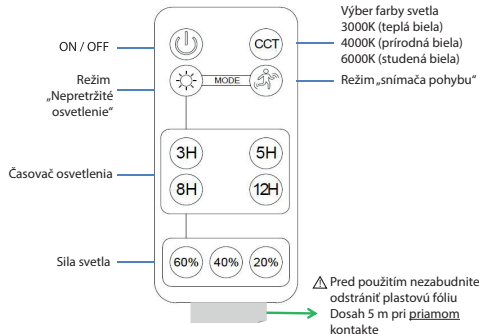 Výber farby svetla
3000K (teplá biela)
4000K (prírodná biela)
6000K (studená biela)
ON / OFF
CCT
Režim
„Nepretržité
osvetlenie“
MODE
Režim „snímača pohybu“
3H
5H
Časovač osvetlenia
8H
12H
Sila svetla
60%
40%
20%
⚠ Pred použitím nezabudnite
odstrániť plastovú fóliu
Dosah 5 m pri priamom
kontakte